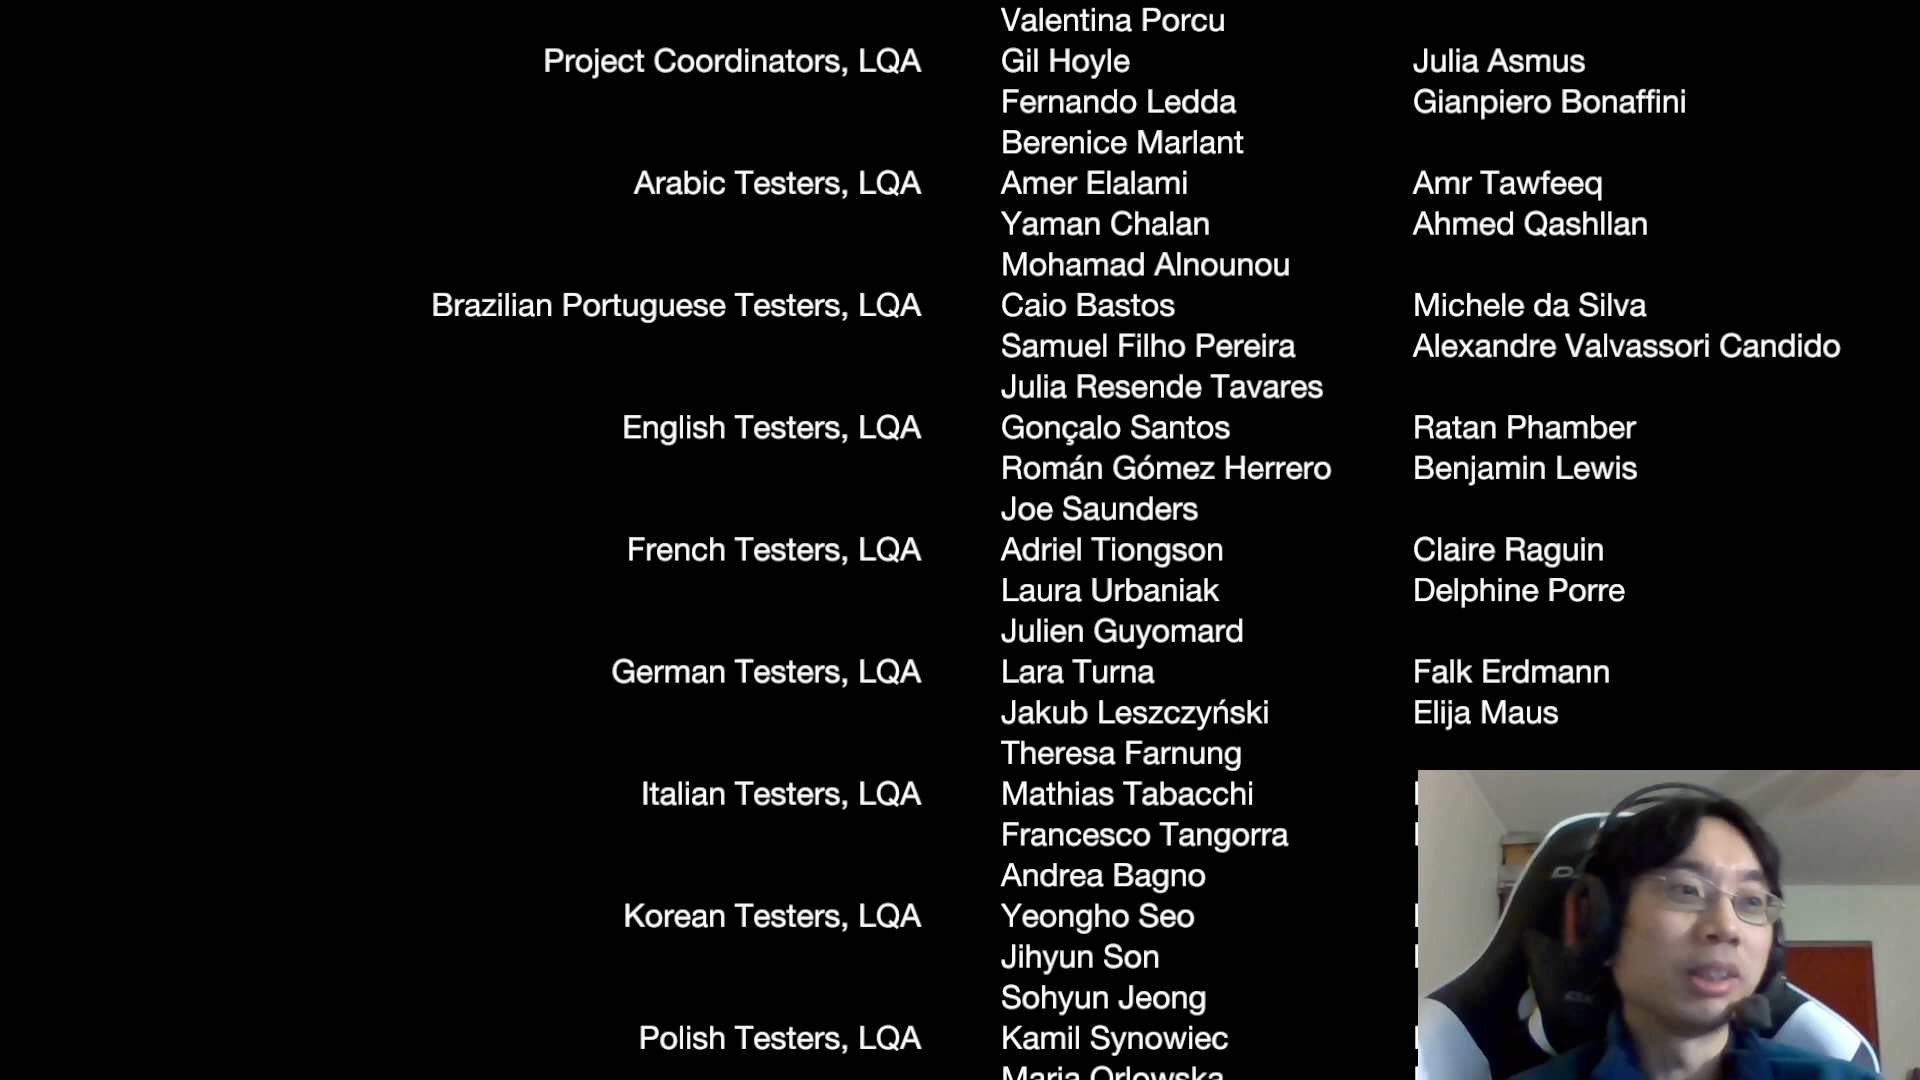 Valentina Porcu
Project Coordinators, LQA Gil Hoyle Julia Asmus
Fernando Ledda Gianpiero Bonaffini
Berenice Marlant
Arabic Testers, LQA Amer Elalami Amr Tawfeeq
Yaman Chalan Ahmed Qashllan
Mohamad Alnounou
Brazilian Portuguese Testers, LQA Caio Bastos Michele da Silva
Samuel Filho Pereira Alexandre Valvassori Candido
Julia Resende Tavares
English Testers, LQA Gonçalo Santos Ratan Phamber
Román Gómez Herrero Benjamin Lewis
Joe Saunders
French Testers, LQA Adriel Tiongson Claire Raguin
Laura Urbaniak Delphine Porre
Julien Guyomard
German Testers, LQA Lara Turna Falk Erdmann
Jakub Leszczyński Elija Maus
Theresa Farnung
Italian Testers, LQA Mathias Tabacchi
Francesco Tangorra
Andrea Bagno
Korean Testers, LQA Yeongho Seo
Jihyun Son
Sohyun Jeong
Polish Testers, LQA Kamil Synowiec
Maria Orlowska